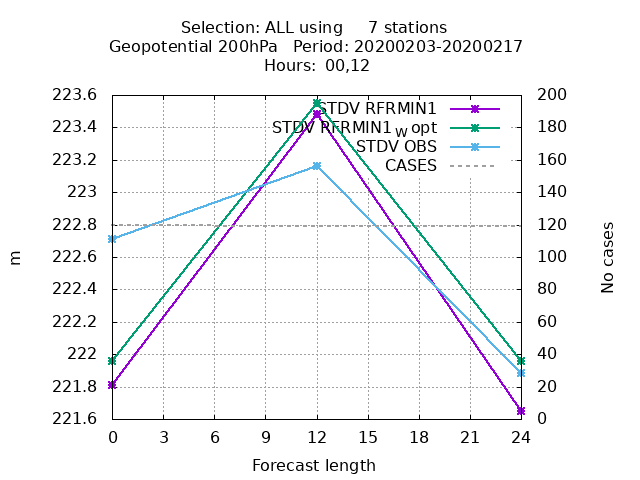 Selection: ALL using 7 stations
Geopotential 200hPa Period: 20200203-20200217
Hours: 00,12
223.6
223.4
223.2
223
222.8
222.6
222.4
222.2
222
221.8
221.6
m
STDV RFRMIN1
STDV RFRMIN1 w opt
STDV OBS
CASES
200
180
160
140
120
100
80
60
40
20
0
No cases
0 3 6 9 12 15 18 21 24
Forecast length